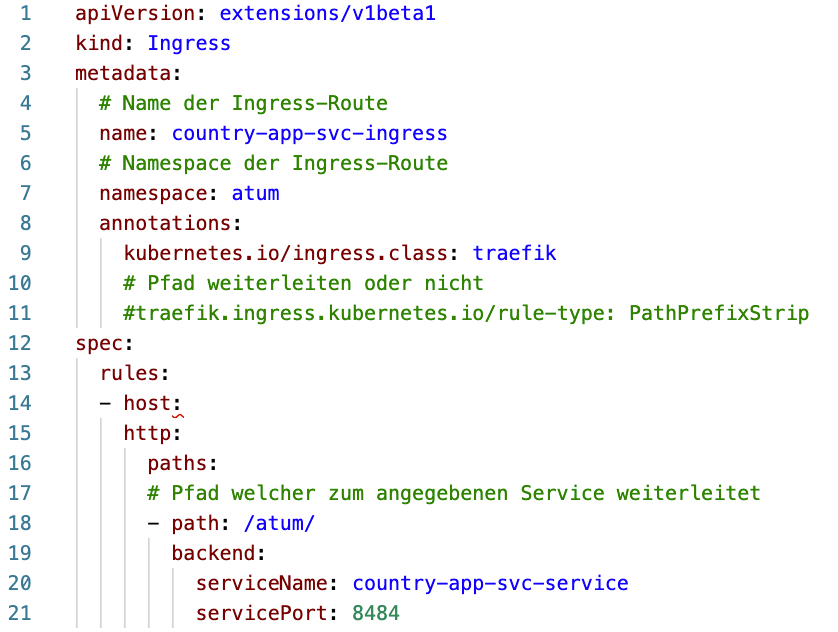 1 apiVersion: extensions/v1beta1
2 kind: Ingress
3 metadata:
4 # Name der Ingress-Route
5 name: country-app-svc-ingress
6 # Namespace der Ingress-Route
7 namespace: atum
8 annotations:
9 kubernetes.io/ingress.class: traefik
10 # Pfad weiterleiten oder nicht
11 #traefik.ingress.kubernetes.io/rule-type: PathPrefixStrip
12 spec:
13 rules:
14 - host:
15 http:
16 paths:
17 # Pfad welcher zum angegebenen Service weiterleitet
18 - path: /atum/
19 backend:
20 serviceName: country-app-svc-service
21 servicePort: 8484